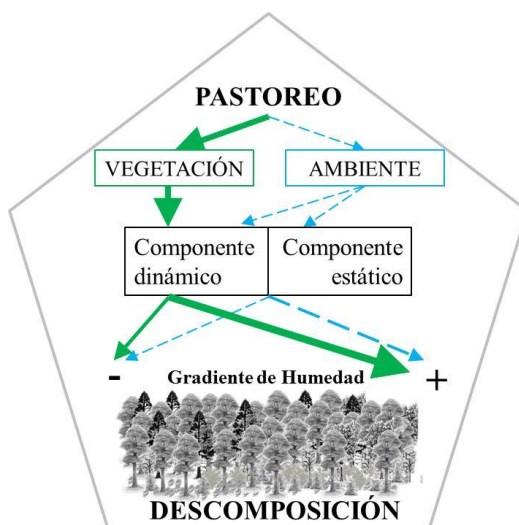 PASTOREO
VEGETACIÓN
AMBIENTE
Componente
dinámico
Componente
estático
- Gradiente de Humedad +
DESCOMPOSICIÓN